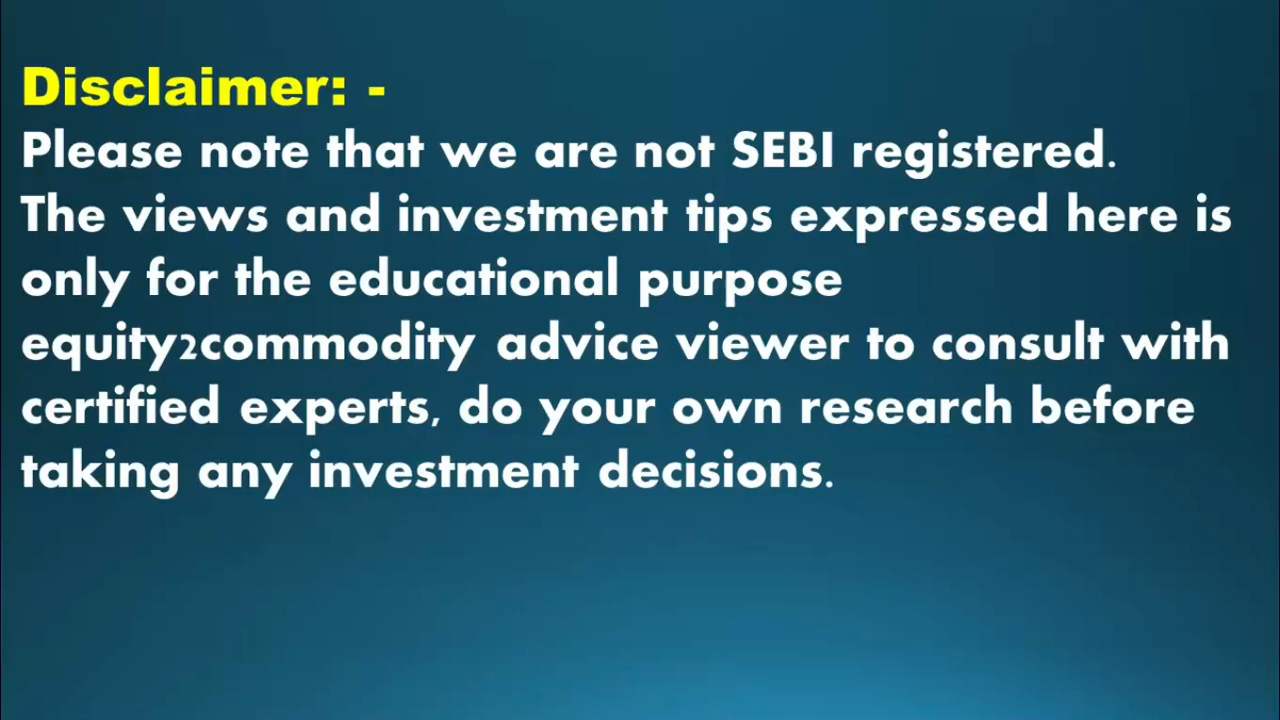 Disclaimer: -
Please note that we are not SEBI registered.
The views and investment tips expressed here is
only for the educational purpose
equity2commodity advice viewer to consult with
certified experts, do your own research before
taking any investment decisions.